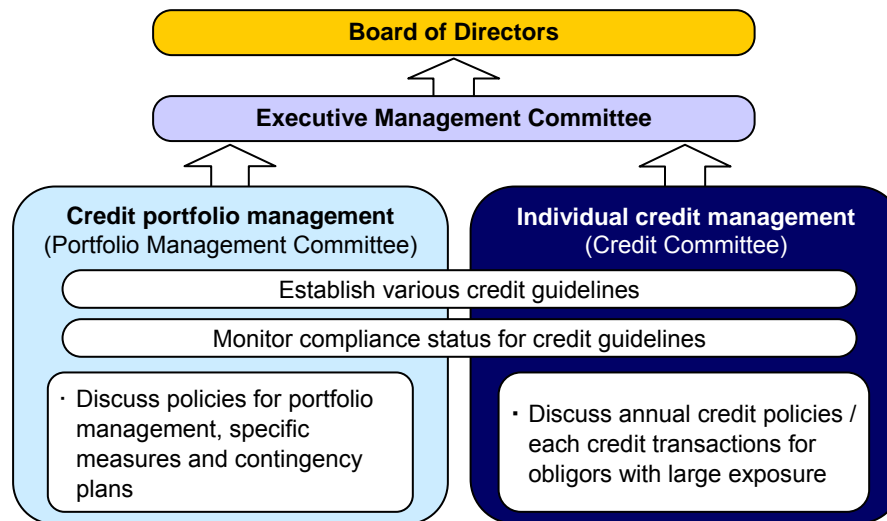 Board of Directors
Executive Management Committee
Credit portfolio management
(Portfolio Management Committee)
Individual credit management
(Credit Committee)
Establish various credit guidelines
Monitor compliance status for credit guidelines
・Discuss policies for portfolio
management, specific
measures and contingency
plans
・Discuss annual credit policies /
each credit transactions for
obligors with large exposure